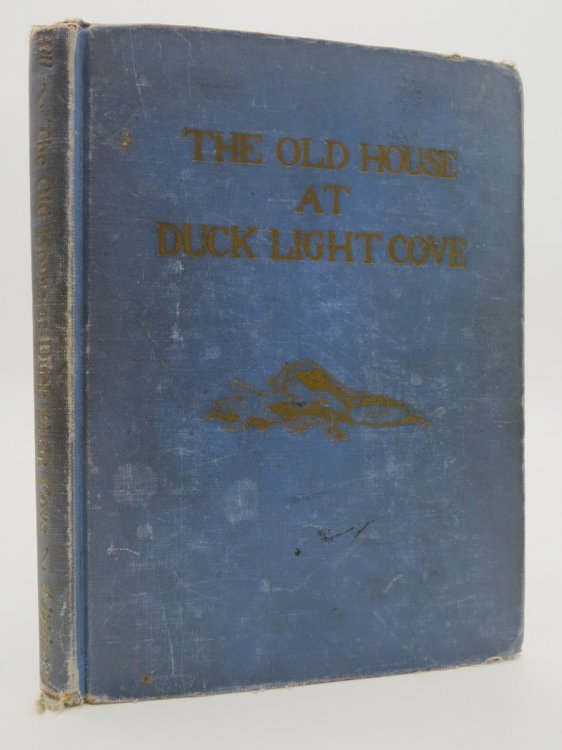 THE OLD HOUSE
AT
DUCK LIGHT COVE
The Old House at Duck Light Cove